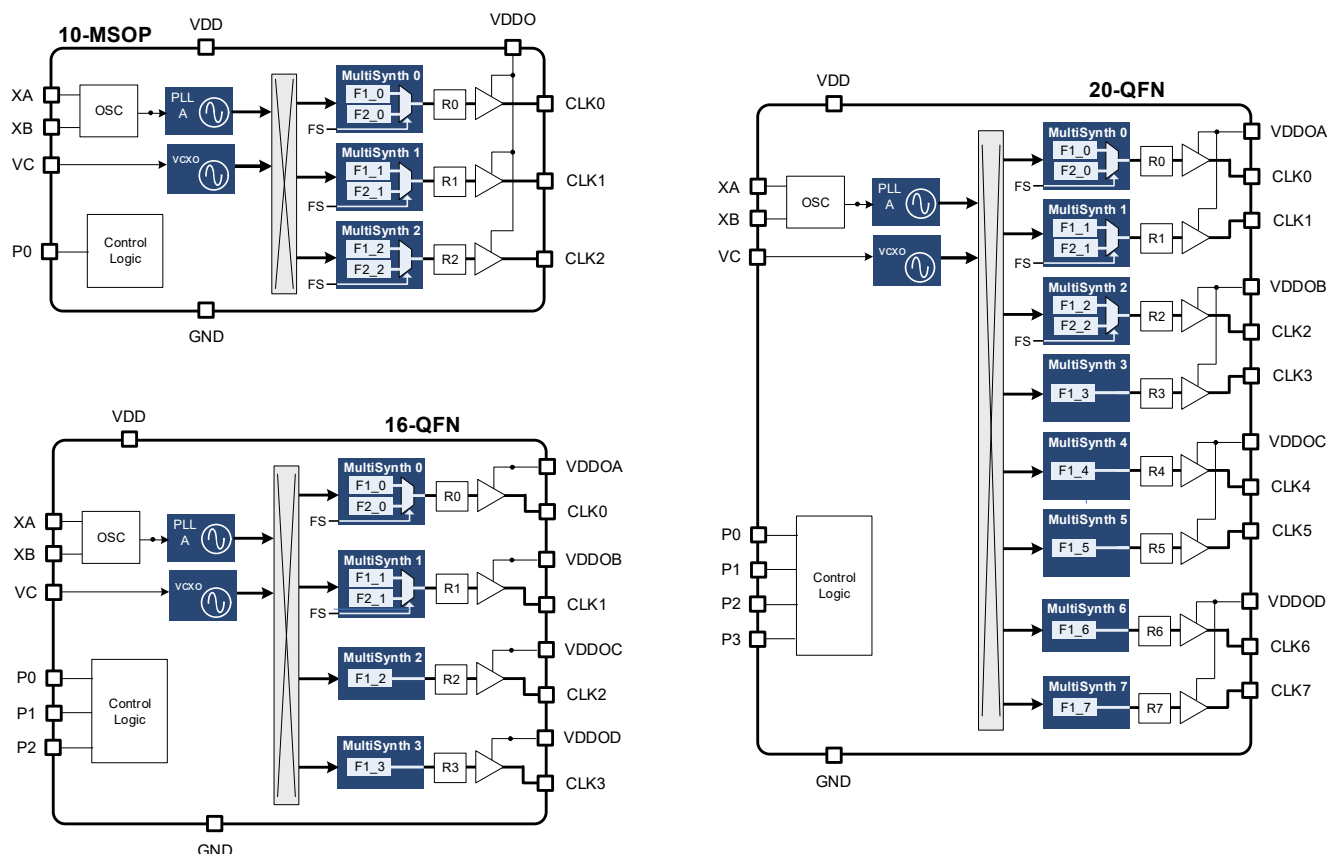 10-MSOP
VDD
VDDO
XA
XB
VC
P0
OSC
PLL
A
VCXO
Control
Logic
MultiSynth 0
F1_0
F2_0
FS
R0
CLK0
MultiSynth 1
F1_1
F2_1
FS
R1
CLK1
MultiSynth 2
F1_2
F2_2
FS
R2
CLK2
GND
16-QFN
VDD
XA
XB
VC
P0
P1
P2
OSC
PLL
A
VCXO
Control
Logic
MultiSynth 0
F1_0
F2_0
FS
R0
VDDOA
CLK0
MultiSynth 1
F1_1
F2_1
FS
R1
VDDOB
CLK1
MultiSynth 2
F1_2
R2
VDDOC
CLK2
MultiSynth 3
F1_3
R3
VDDOD
CLK3
GND
20-QFN
VDD
XA
XB
VC
P0
P1
P2
P3
OSC
PLL
A
VCXO
Control
Logic
MultiSynth 0
F1_0
F2_0
FS
R0
VDDOA
CLK0
MultiSynth 1
F1_1
F2_1
FS
R1
CLK1
MultiSynth 2
F1_2
F2_2
FS
R2
VDDOB
CLK2
MultiSynth 3
F1_3
R3
CLK3
MultiSynth 4
F1_4
R4
VDDOC
CLK4
MultiSynth 5
F1_5
R5
CLK5
MultiSynth 6
F1_6
R6
VDDOD
CLK6
MultiSynth 7
F1_7
R7
CLK7
GND